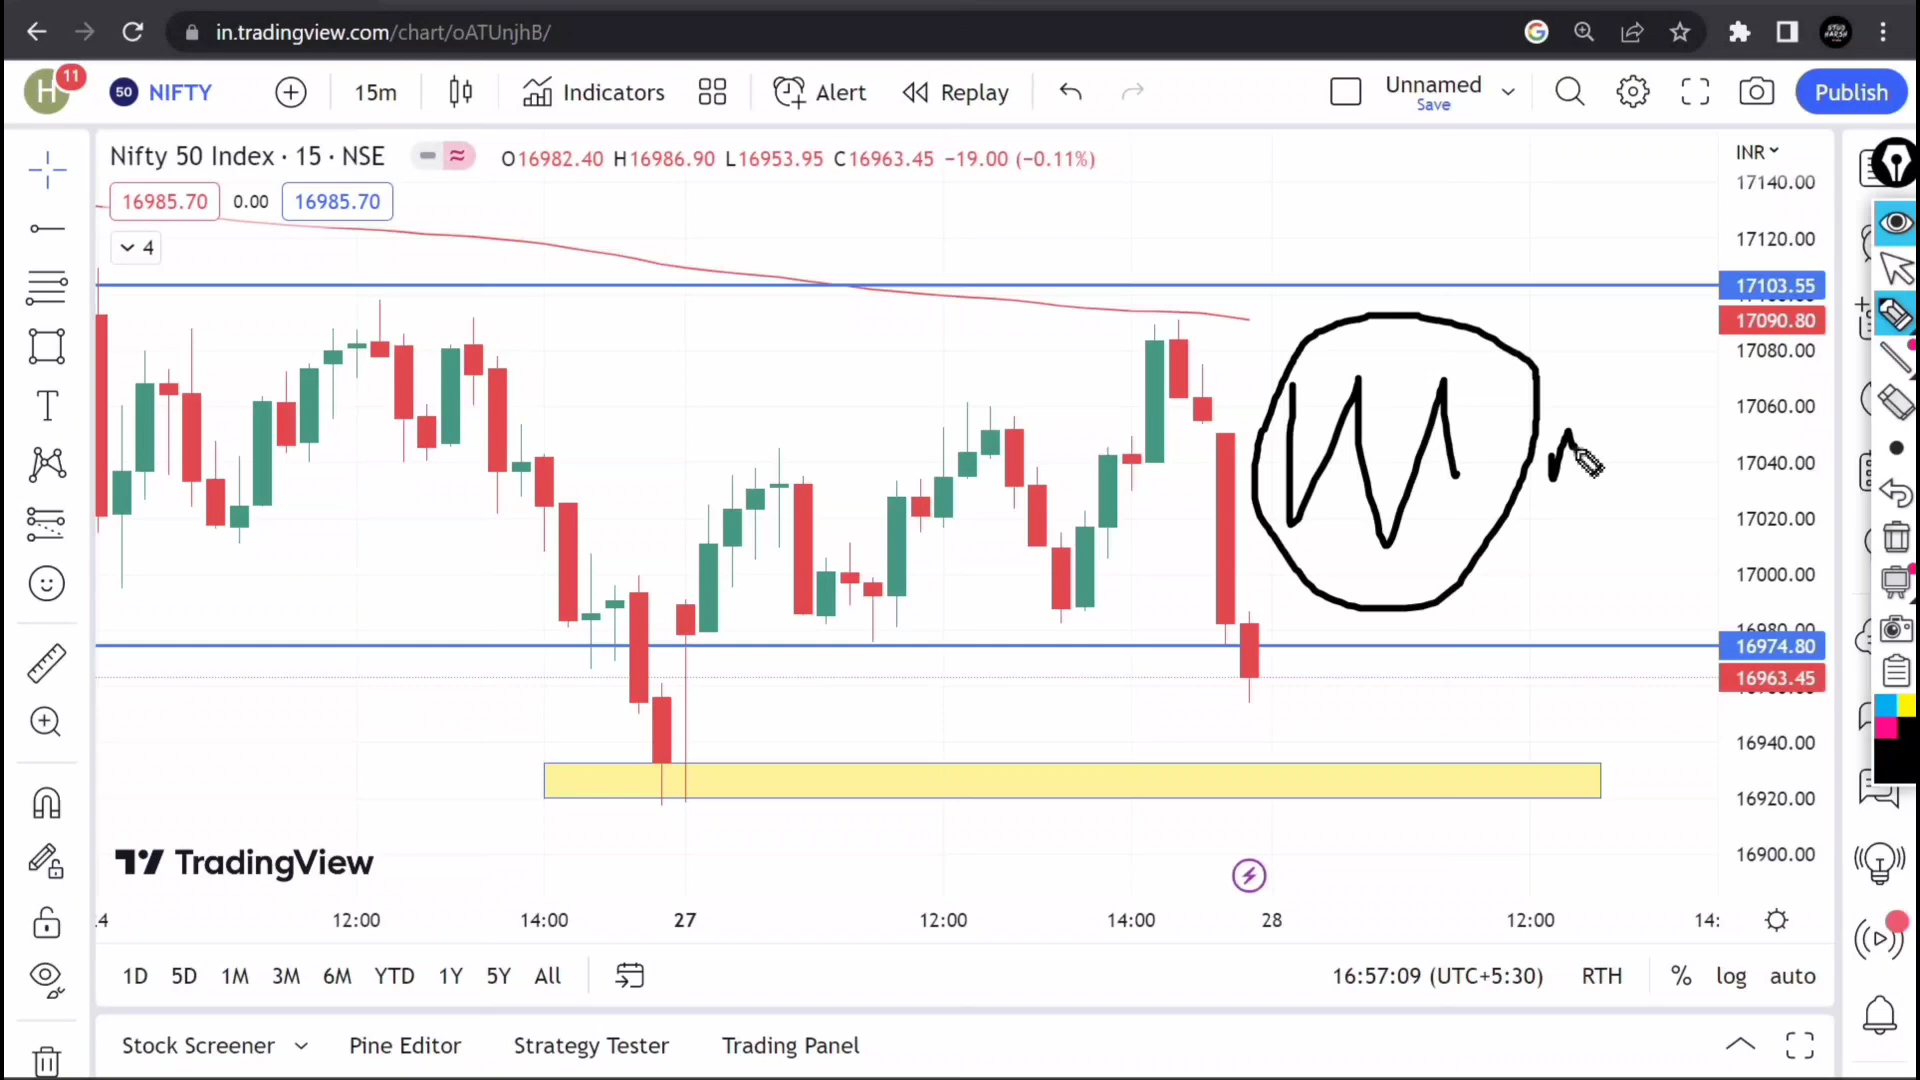 in.tradingview.com/chart/oATUnjhB/
H 11 50 NIFTY 15m Indicators Alert Replay Unnamed Save Publish
Nifty 50 Index · 15 · NSE O16982.40 H16986.90 L16953.95 C16963.45 −19.00 (−0.11%) INR
16985.70 0.00 16985.70
4
17140.00
17120.00
17103.55
17090.80
17080.00
17060.00
17040.00
17020.00
17000.00
16980.00
16974.80
16963.45
16940.00
16920.00
16900.00
TradingView
12:00 14:00 27 12:00 14:00 28 12:00 14:
1D 5D 1M 3M 6M YTD 1Y 5Y All 16:57:09 (UTC+5:30) RTH % log auto
Stock Screener Pine Editor Strategy Tester Trading Panel